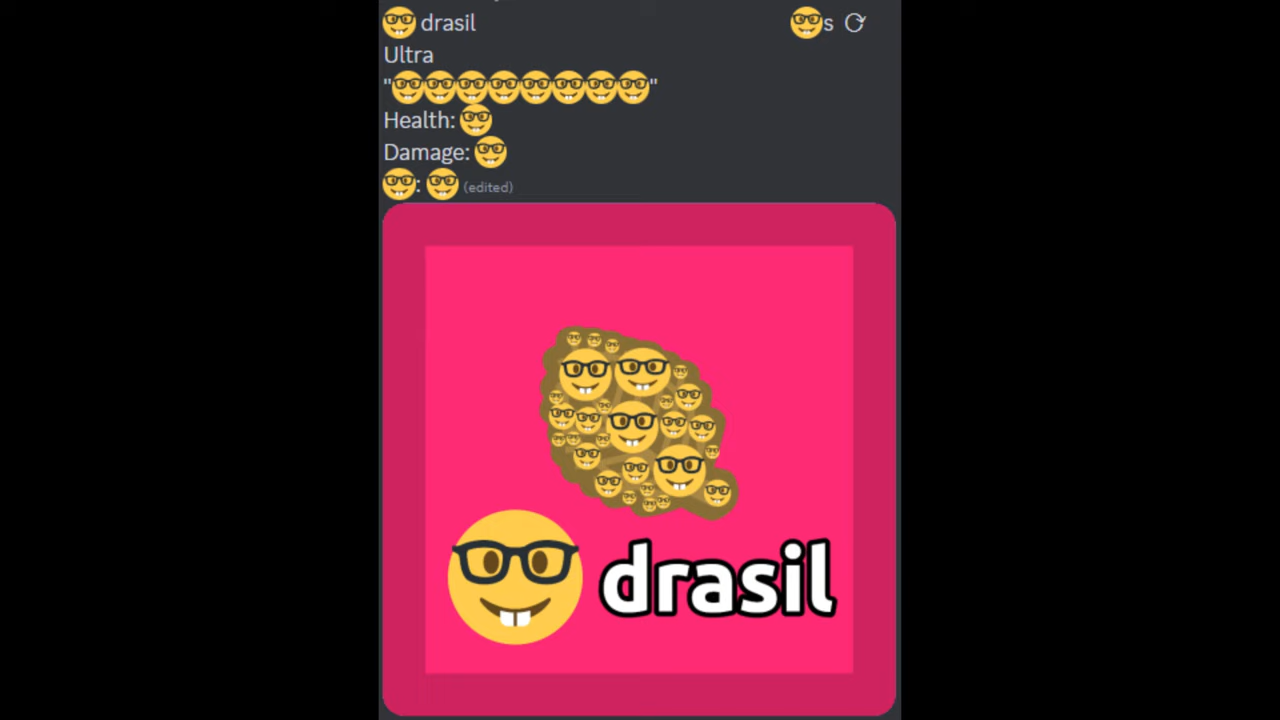 🤓 drasil 🤓s ⟳
Ultra
"🤓🤓🤓🤓🤓🤓🤓🤓"
Health: 🤓
Damage: 🤓
🤓: 🤓 (edited)
🤓 drasil